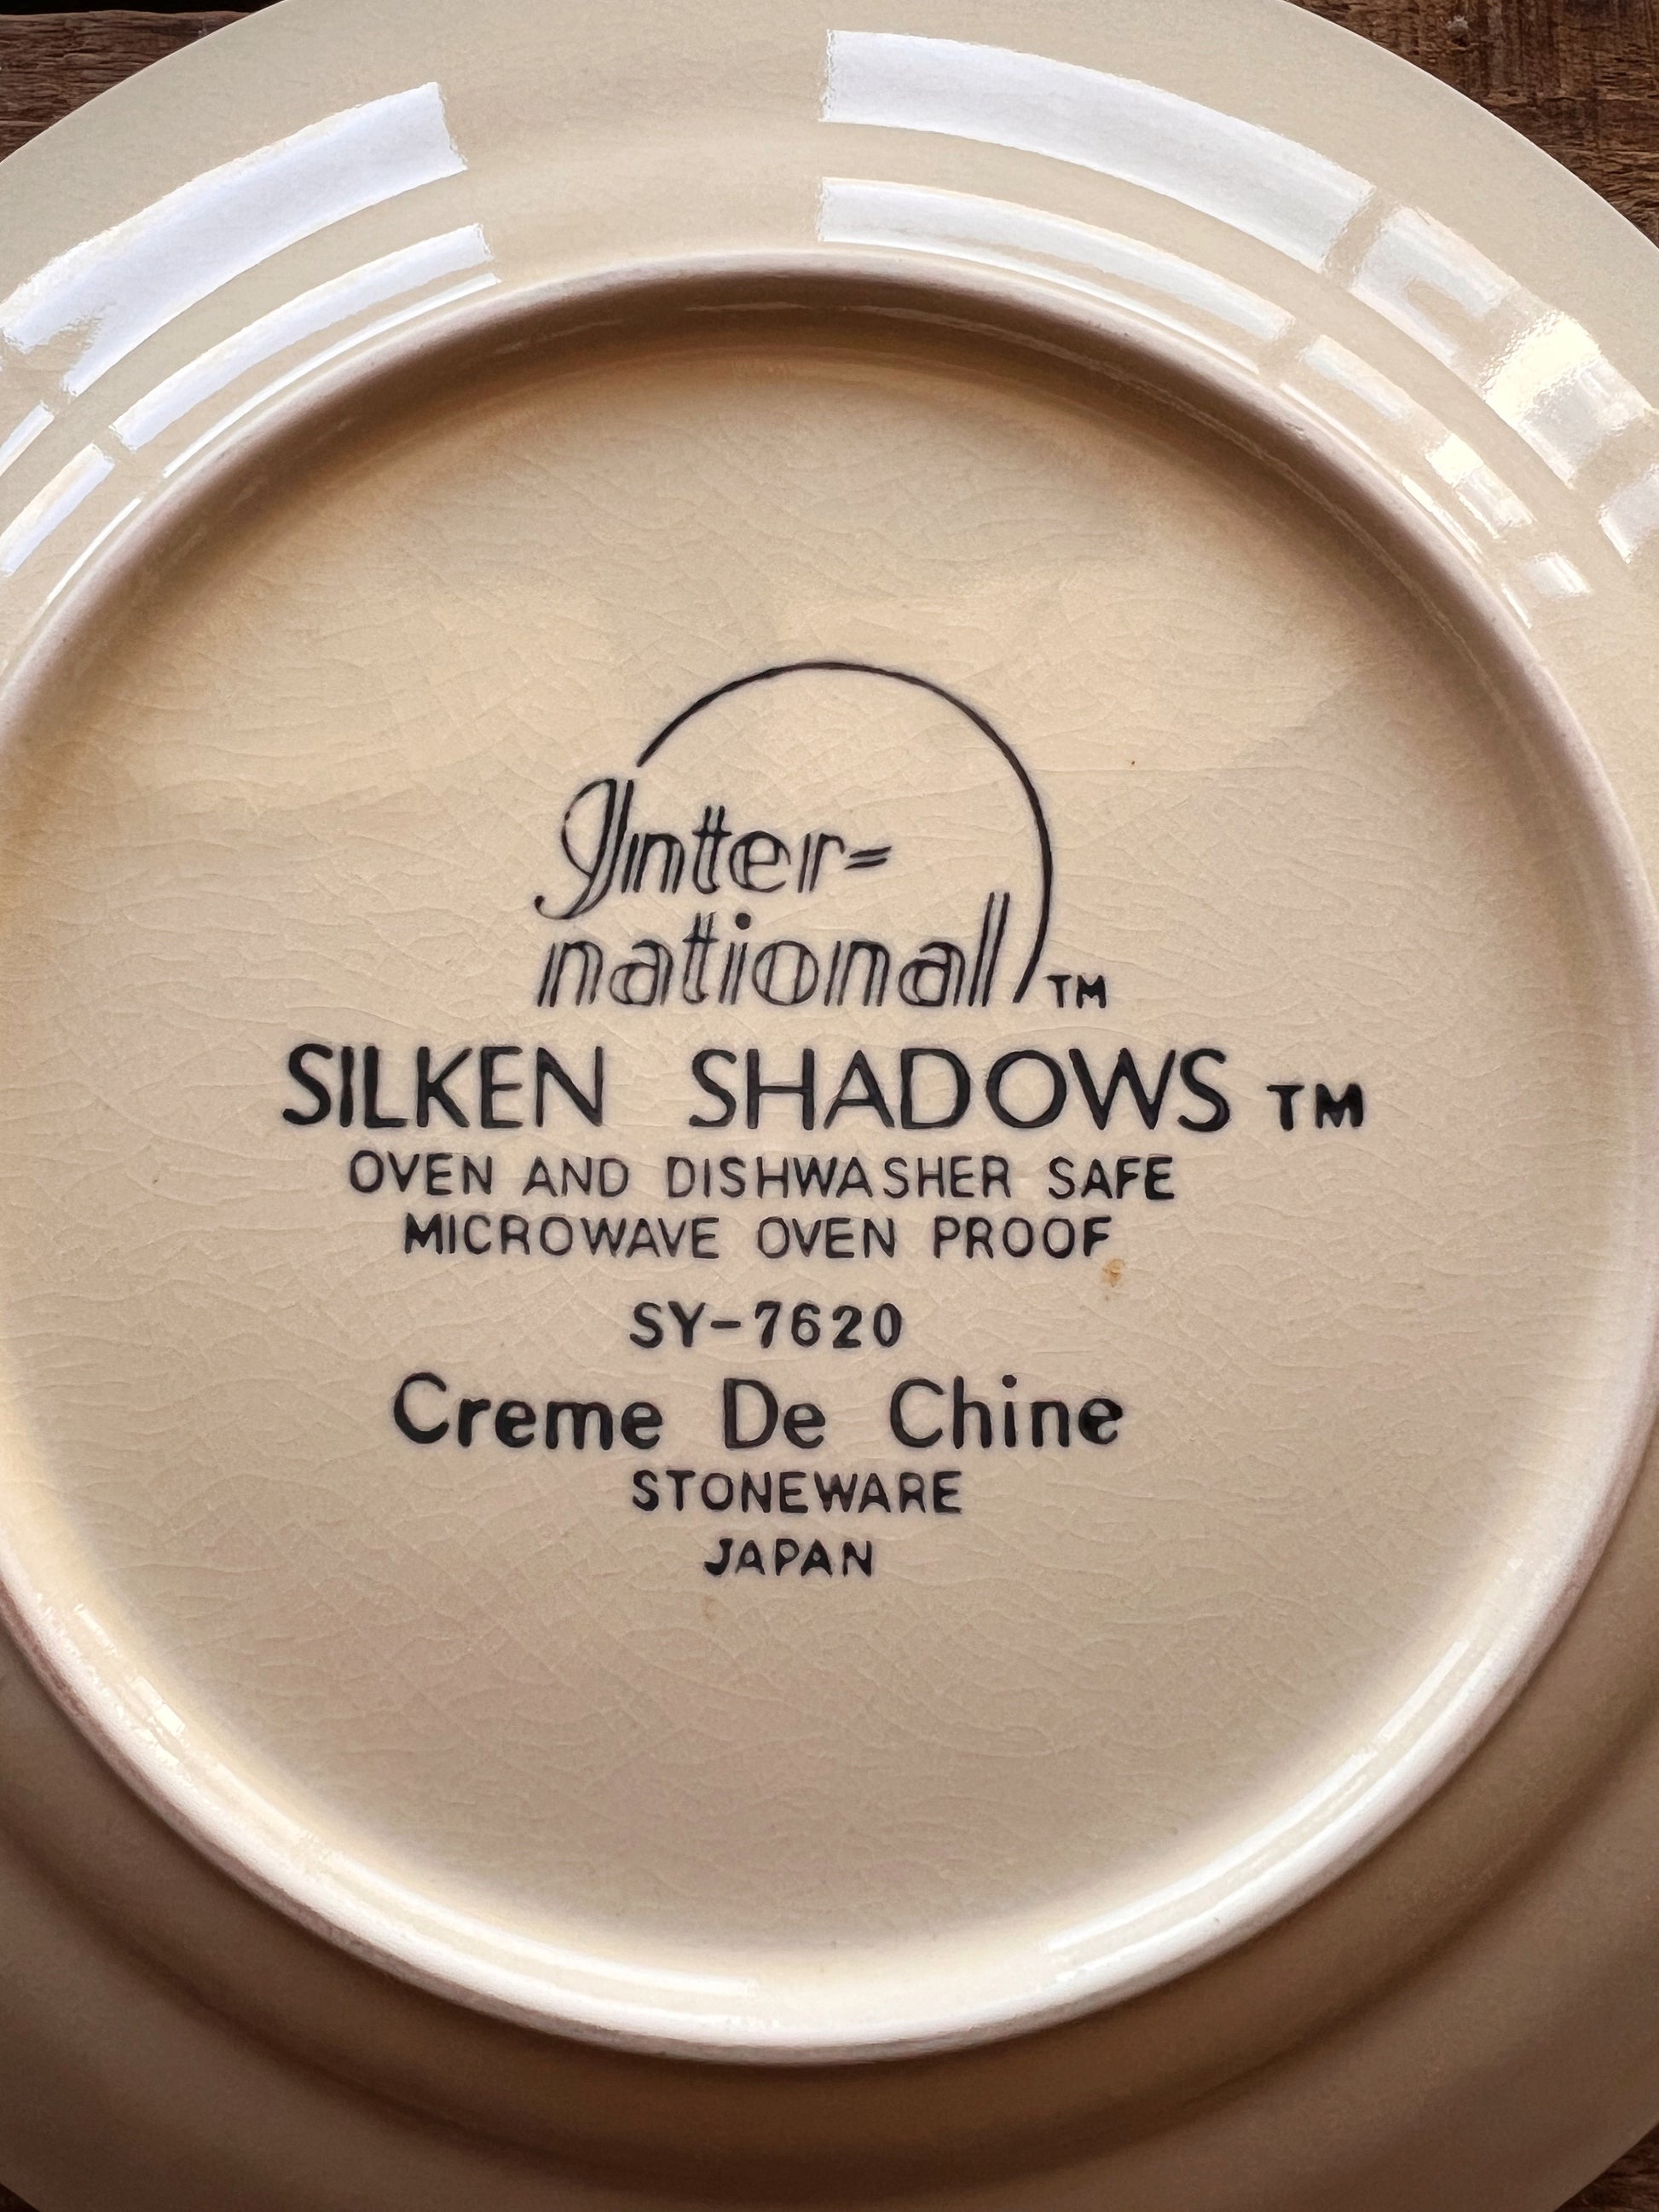 Inter=
national TM
SILKEN SHADOWS TM
OVEN AND DISHWASHER SAFE
MICROWAVE OVEN PROOF
SY-7620
Creme De Chine
STONEWARE
JAPAN